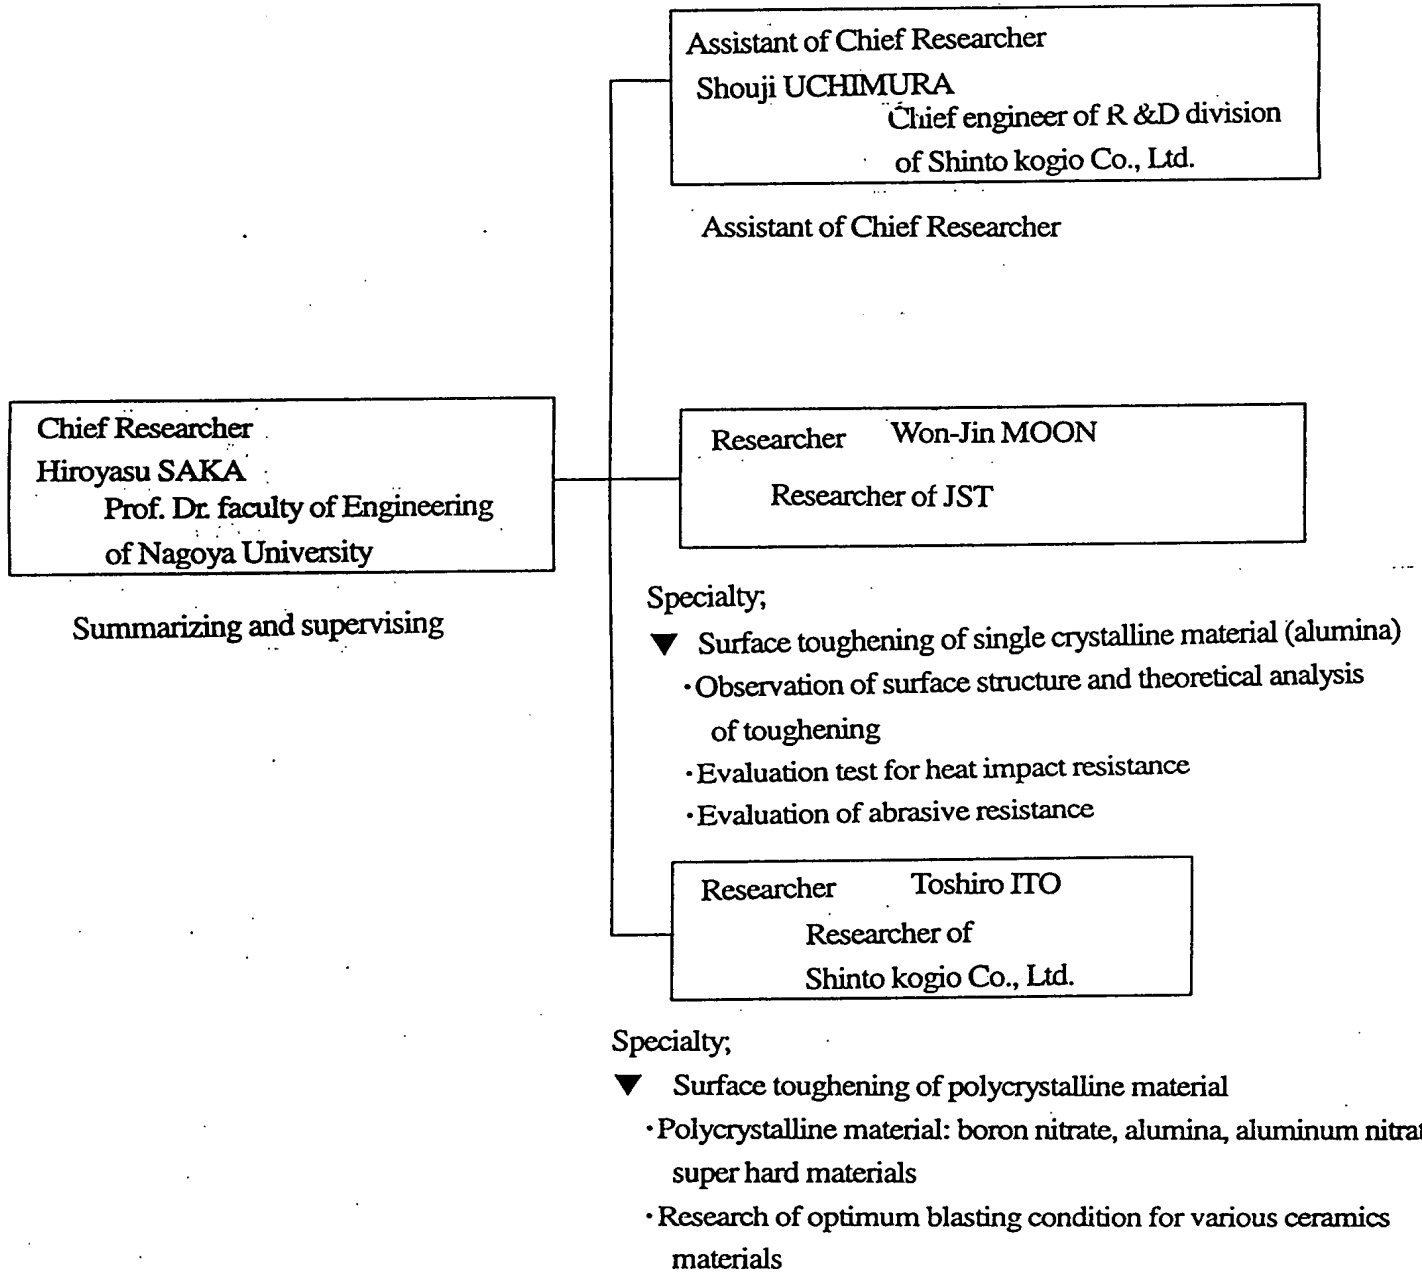 Assistant of Chief Researcher
Shouji UCHIMURA
Chief engineer of R &D division
of Shinto kogio Co., Ltd.
Assistant of Chief Researcher
Chief Researcher
Hiroyasu SAKA
Prof. Dr. faculty of Engineering
of Nagoya University
Summarizing and supervising
Researcher Won-Jin MOON
Researcher of JST
Specialty;
▼ Surface toughening of single crystalline material (alumina)
・Observation of surface structure and theoretical analysis
of toughening
・Evaluation test for heat impact resistance
・Evaluation of abrasive resistance
Researcher Toshiro ITO
Researcher of
Shinto kogio Co., Ltd.
Specialty;
▼ Surface toughening of polycrystalline material
・Polycrystalline material: boron nitrate, alumina, aluminum nitrat
super hard materials
・Research of optimum blasting condition for various ceramics
materials